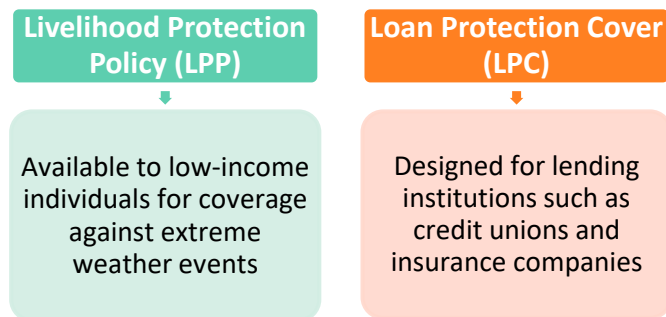 Livelihood Protection
Policy (LPP)
Available to low-income
individuals for coverage
against extreme
weather events
Loan Protection Cover
(LPC)
Designed for lending
institutions such as
credit unions and
insurance companies